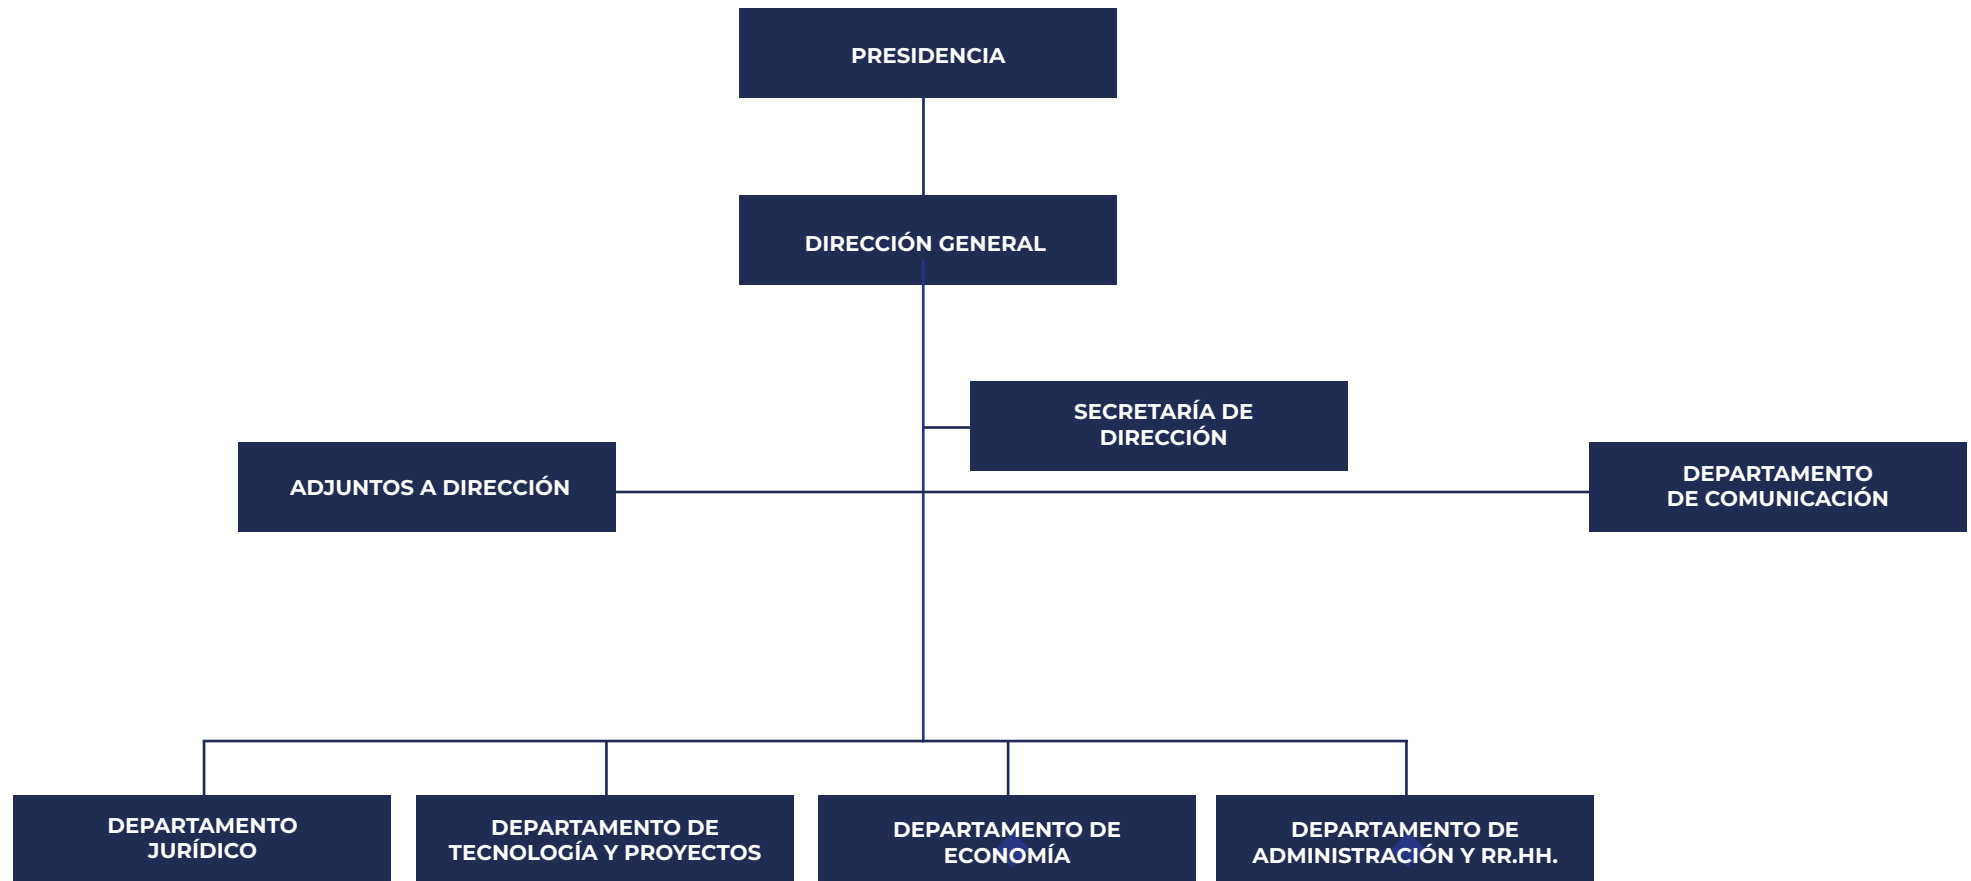 PRESIDENCIA
DIRECCIÓN GENERAL
SECRETARÍA DE
DIRECCIÓN
ADJUNTOS A DIRECCIÓN
DEPARTAMENTO
DE COMUNICACIÓN
DEPARTAMENTO
JURÍDICO
DEPARTAMENTO DE
TECNOLOGÍA Y PROYECTOS
DEPARTAMENTO DE
ECONOMÍA
DEPARTAMENTO DE
ADMINISTRACIÓN Y RR.HH.